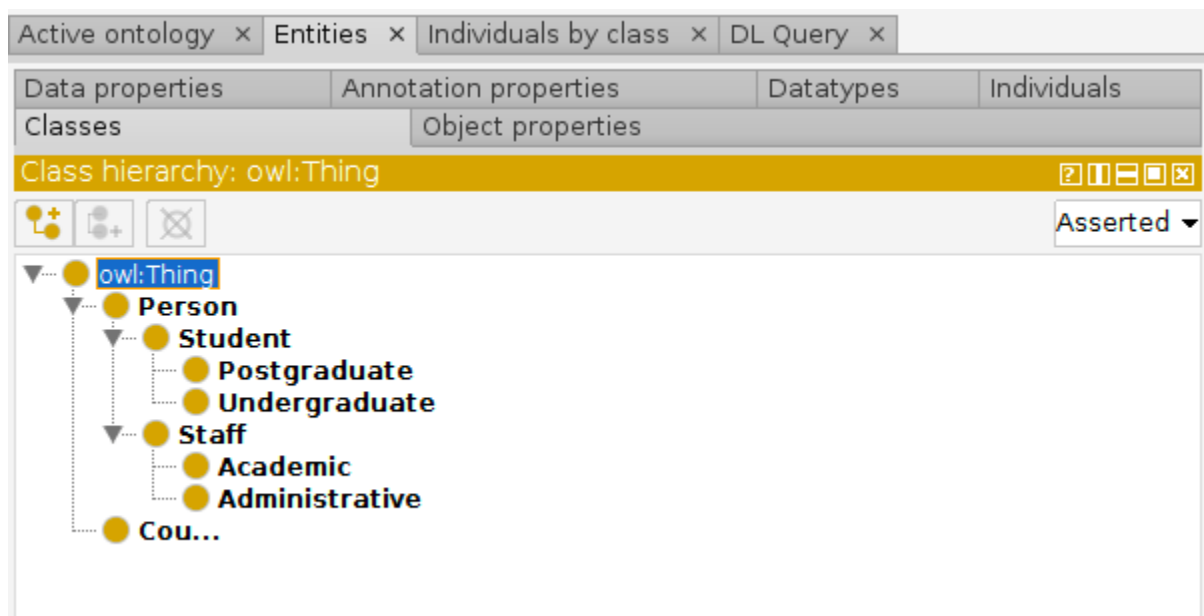 Active ontology × Entities × Individuals by class × DL Query ×
Data properties Annotation properties Datatypes Individuals
Classes Object properties
Class hierarchy: owl:Thing
Asserted
owl:Thing
Person
Student
Postgraduate
Undergraduate
Staff
Academic
Administrative
Cou...